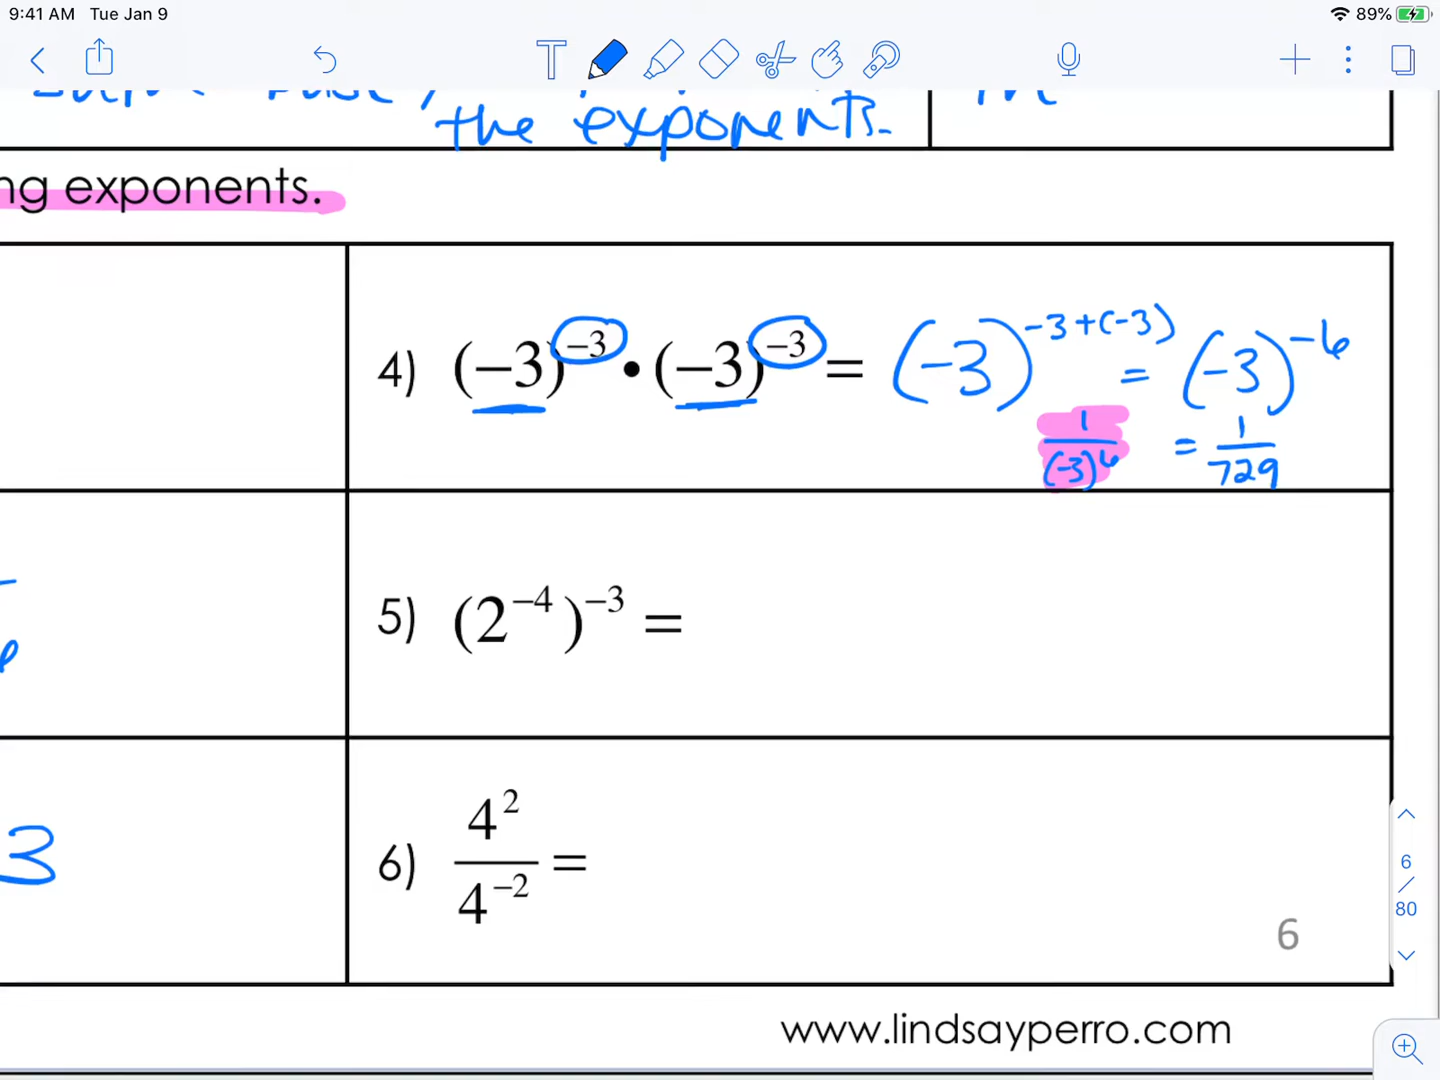 9:41 AM Tue Jan 9 89%
the exponents.
ng exponents.
4) (−3)⁻³ • (−3)⁻³ = (-3)^{-3+(-3)} = (-3)^{-6}
1/(-3)^6 = 1/729
5) (2⁻⁴)⁻³ =
6) 4²/4⁻² =
3
6
6/80
www.lindsayperro.com